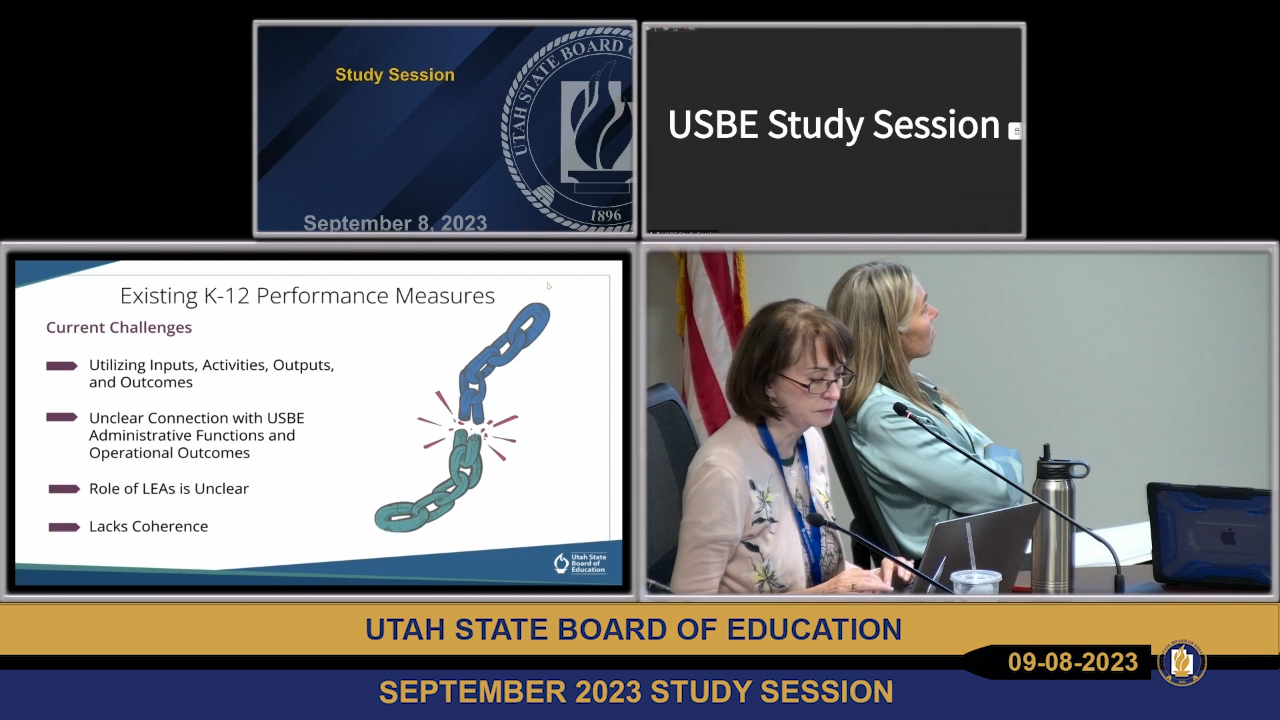 Study Session
UTAH STATE BOARD O
1896
September 8, 2023
USBE Study Session
Existing K-12 Performance Measures
Current Challenges
Utilizing Inputs, Activities, Outputs,
and Outcomes
Unclear Connection with USBE
Administrative Functions and
Operational Outcomes
Role of LEAs is Unclear
Lacks Coherence
Utah State
Board of
Education
UTAH STATE BOARD OF EDUCATION
09-08-2023
SEPTEMBER 2023 STUDY SESSION